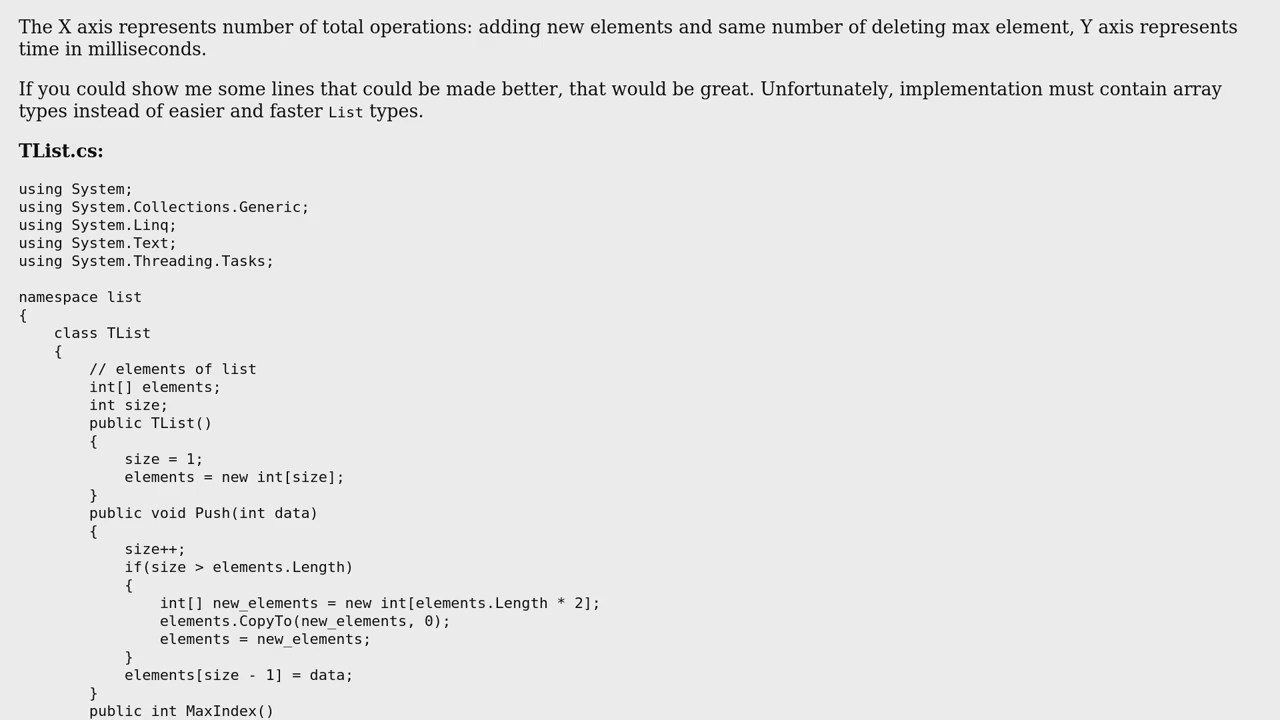 The X axis represents number of total operations: adding new elements and same number of deleting max element, Y axis represents
time in milliseconds.
If you could show me some lines that could be made better, that would be great. Unfortunately, implementation must contain array
types instead of easier and faster List types.
TList.cs:
using System;
using System.Collections.Generic;
using System.Linq;
using System.Text;
using System.Threading.Tasks;
namespace list
{
    class TList
    {
        // elements of list
        int[] elements;
        int size;
        public TList()
        {
            size = 1;
            elements = new int[size];
        }
        public void Push(int data)
        {
            size++;
            if(size > elements.Length)
            {
                int[] new_elements = new int[elements.Length * 2];
                elements.CopyTo(new_elements, 0);
                elements = new_elements;
            }
            elements[size - 1] = data;
        }
        public int MaxIndex()